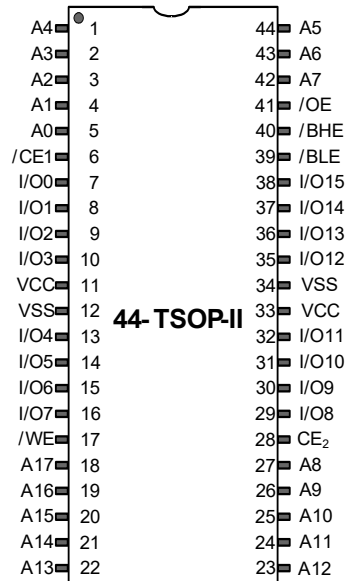 A4 1 44 A5
A3 2 43 A6
A2 3 42 A7
A1 4 41 /OE
A0 5 40 /BHE
/CE1 6 39 /BLE
I/O0 7 38 I/O15
I/O1 8 37 I/O14
I/O2 9 36 I/O13
I/O3 10 35 I/O12
VCC 11 34 VSS
VSS 12 33 VCC
44-TSOP-II
I/O4 13 32 I/O11
I/O5 14 31 I/O10
I/O6 15 30 I/O9
I/O7 16 29 I/O8
/WE 17 28 CE₂
A17 18 27 A8
A16 19 26 A9
A15 20 25 A10
A14 21 24 A11
A13 22 23 A12